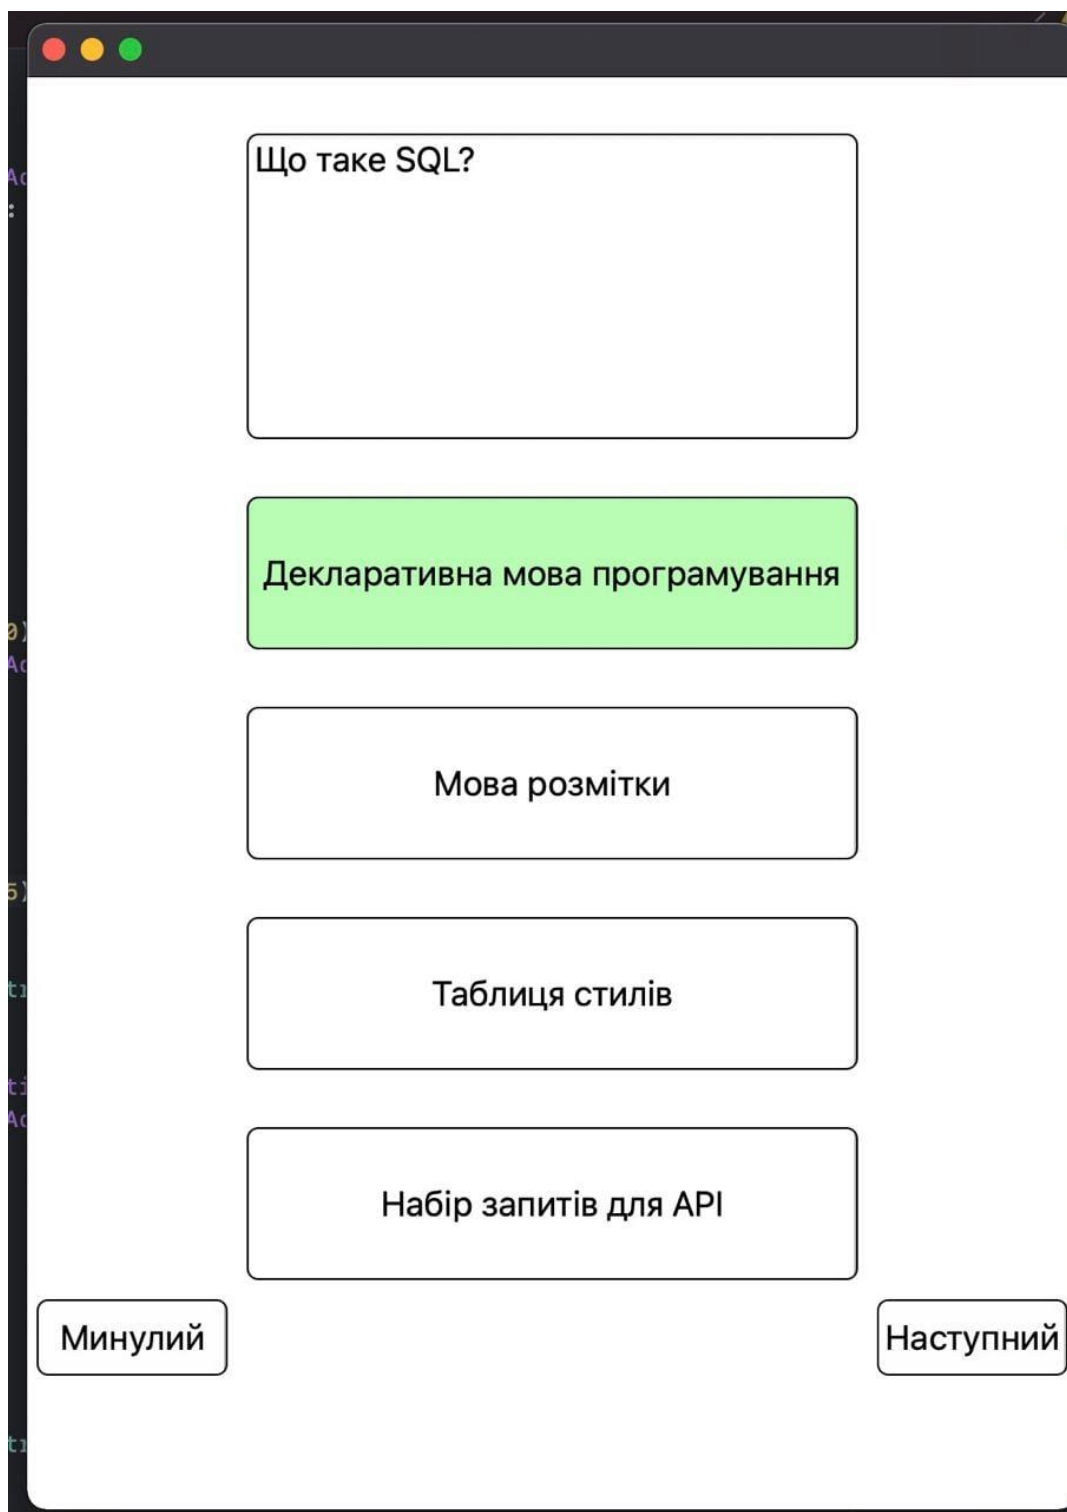 Що таке SQL?
Декларативна мова програмування
Мова розмітки
Таблиця стилів
Набір запитів для API
Минулий
Наступний